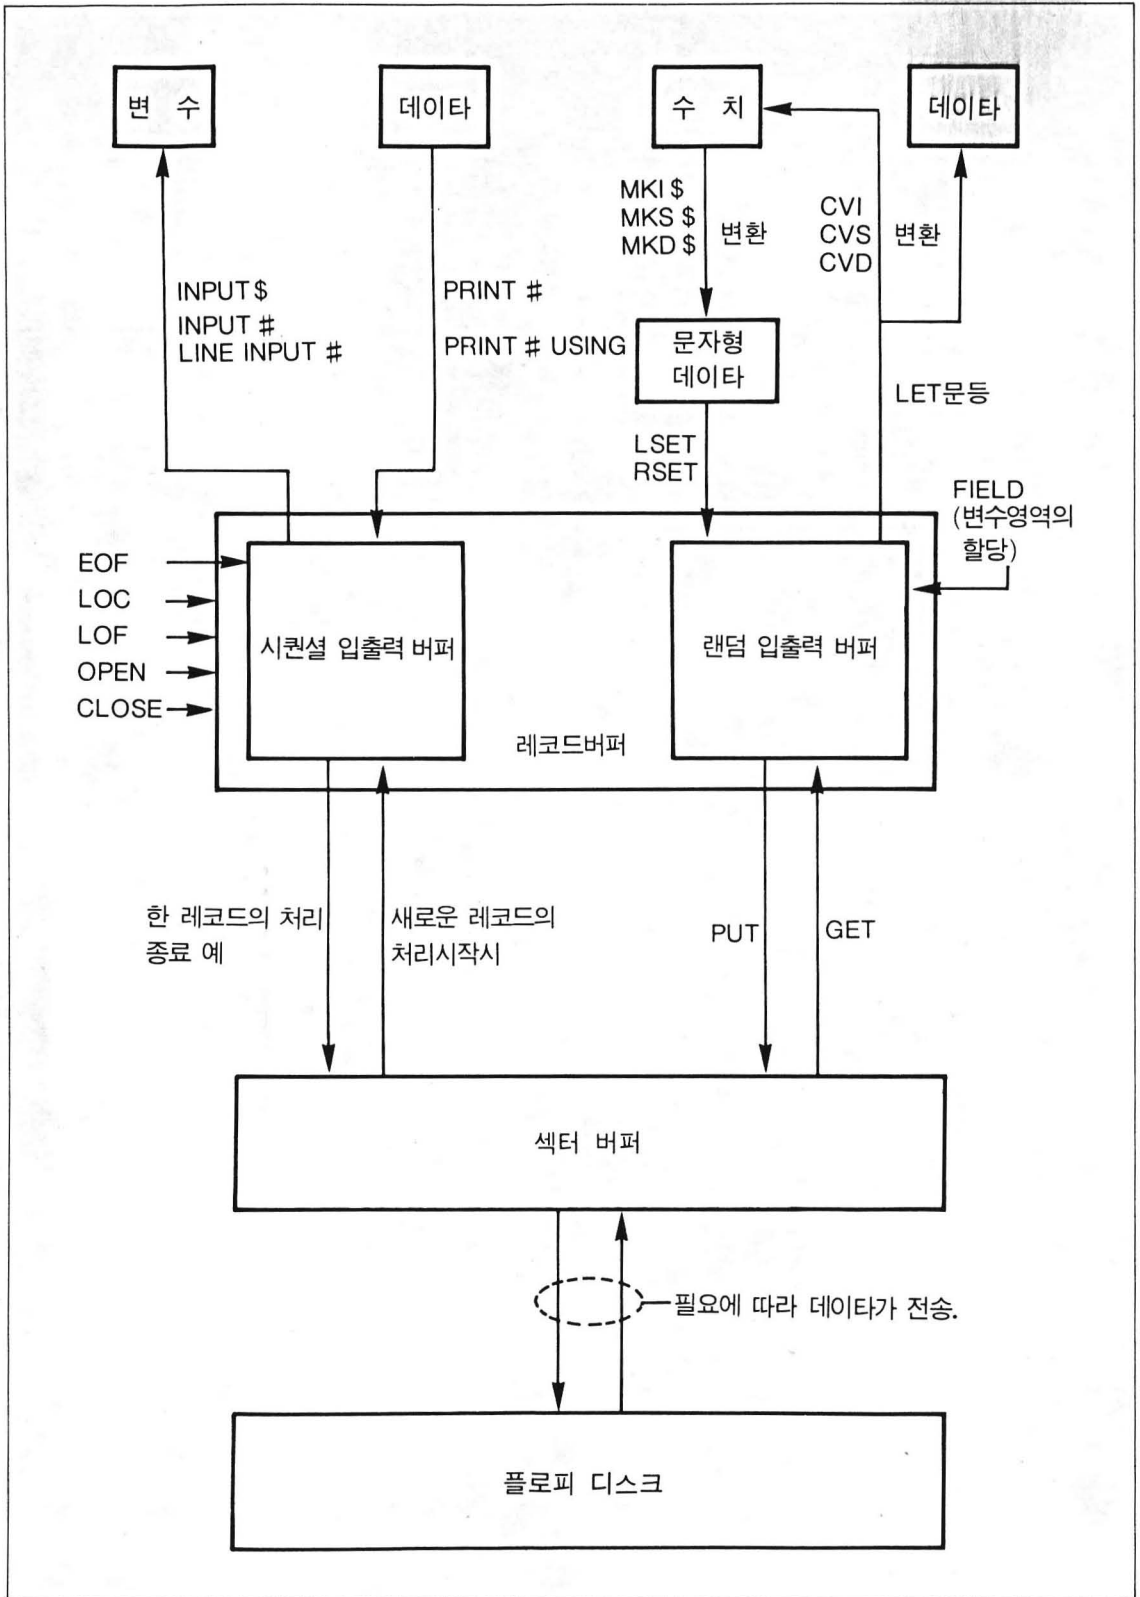 변 수
데이타
수 치
데이타
MKI $
MKS $
MKD $
변환
CVI
CVS
CVD
변환
INPUT $
INPUT #
LINE INPUT #
PRINT #
PRINT # USING
문자형
데이타
LET문등
LSET
RSET
FIELD
(변수영역의
할당)
EOF
LOC
LOF
OPEN
CLOSE
시퀀셜 입출력 버퍼
랜덤 입출력 버퍼
레코드버퍼
한 레코드의 처리
종료 예
새로운 레코드의
처리시작시
PUT
GET
섹터 버퍼
필요에 따라 데이타가 전송.
플로피 디스크